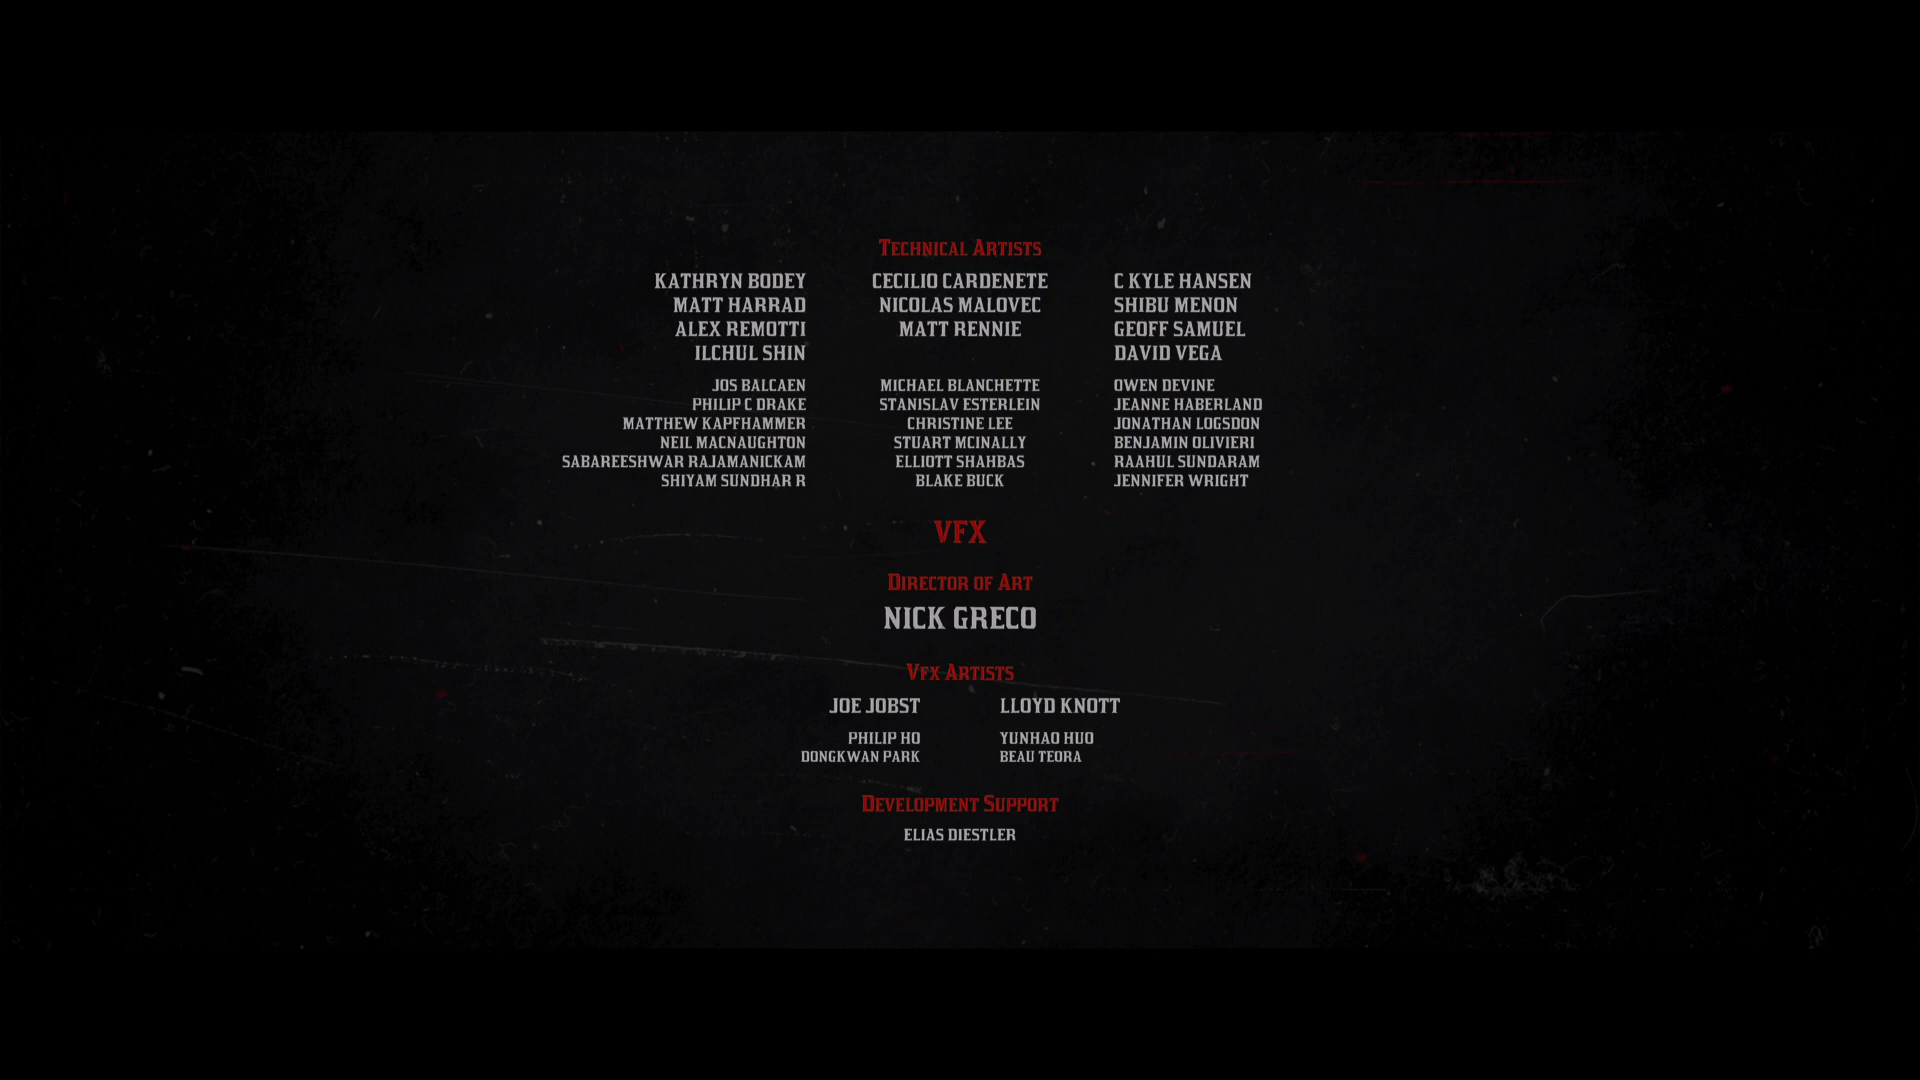 Technical Artists
KATHRYN BODEY CECILIO CARDENETE C KYLE HANSEN
MATT HARRAD NICOLAS MALOVEC SHIBU MENON
ALEX REMOTTI MATT RENNIE GEOFF SAMUEL
ILCHUL SHIN DAVID VEGA
JOS BALCAEN MICHAEL BLANCHETTE OWEN DEVINE
PHILIP C DRAKE STANISLAV ESTERLEIN JEANNE HABERLAND
MATTHEW KAPFHAMMER CHRISTINE LEE JONATHAN LOGSDON
NEIL MACNAUGHTON STUART MCINALLY BENJAMIN OLIVIERI
SABAREESHWAR RAJAMANICKAM ELLIOTT SHAHBAS RAAHUL SUNDARAM
SHIYAM SUNDHAR R BLAKE BUCK JENNIFER WRIGHT
VFX
Director of Art
NICK GRECO
Vfx Artists
JOE JOBST LLOYD KNOTT
PHILIP HO YUNHAO HUO
DONGKWAN PARK BEAU TEORA
Development Support
ELIAS DIESTLER